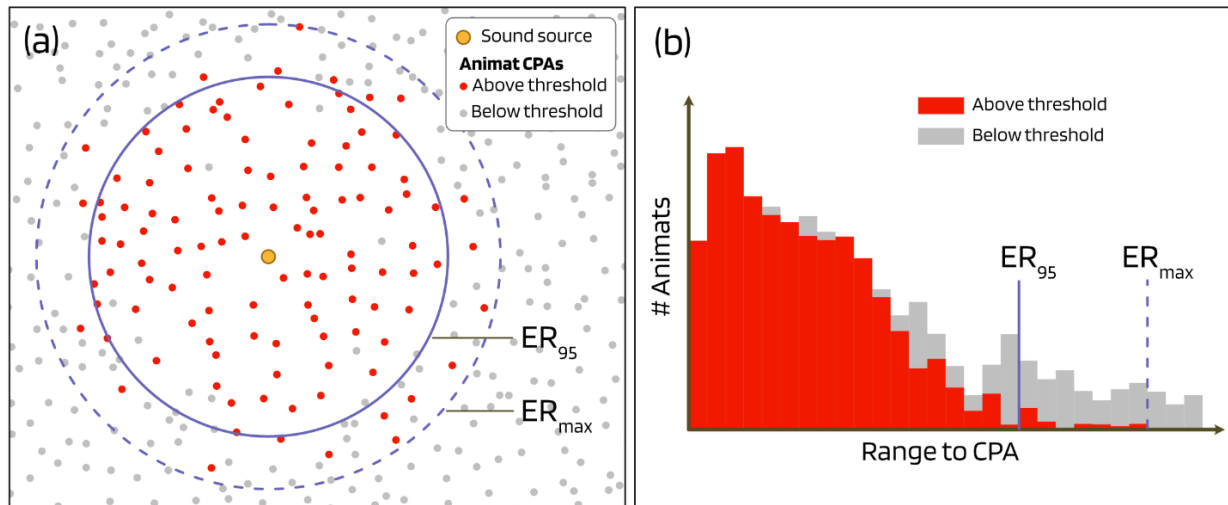 (a)
Sound source
Animat CPAs
Above threshold
Below threshold
ER95
ERmax
(b)
Above threshold
Below threshold
# Animats
ER95
ERmax
Range to CPA